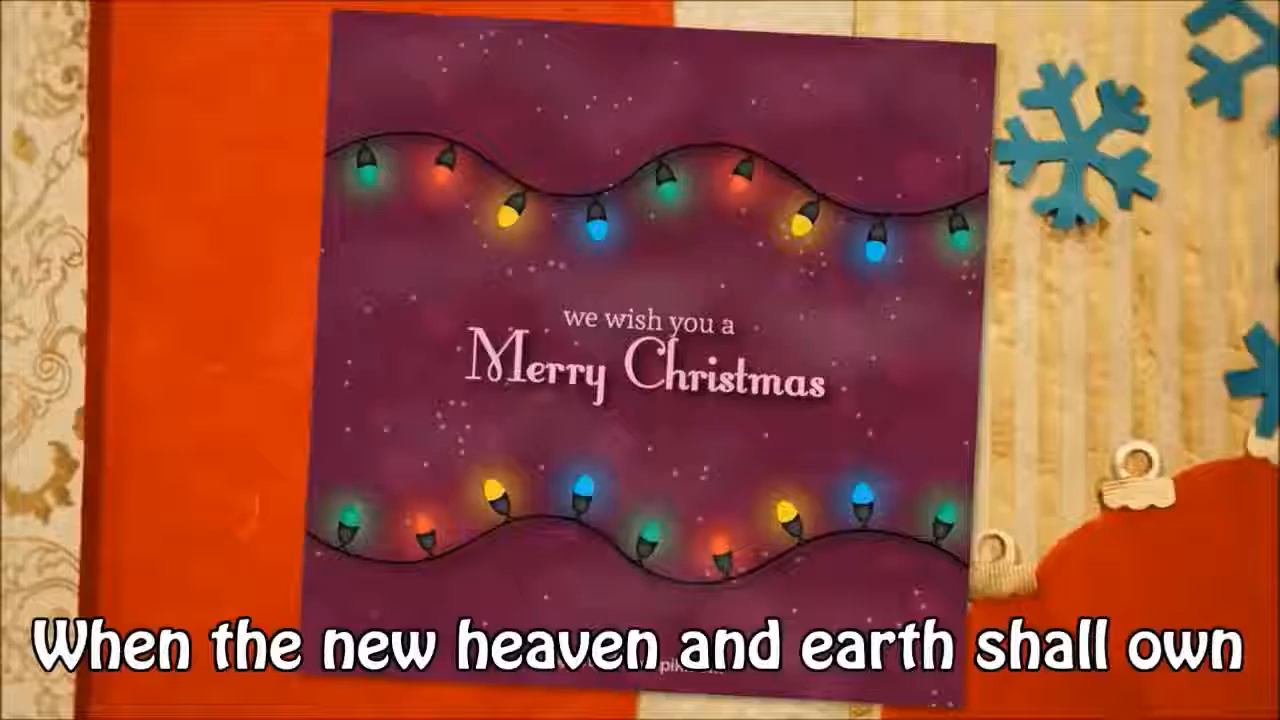 we wish you a
Merry Christmas
When the new heaven and earth shall own